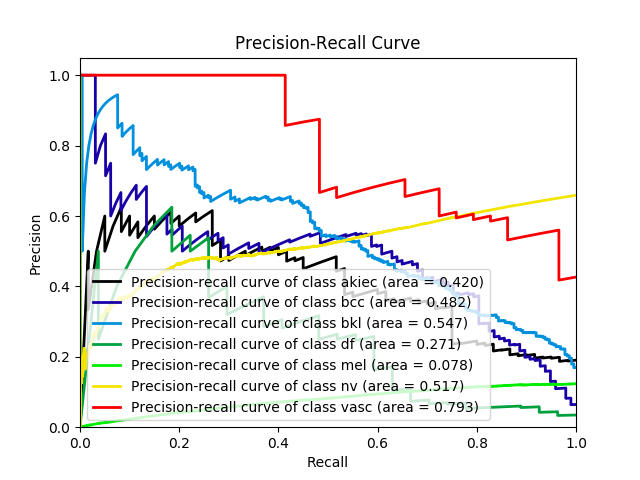 Precision-Recall Curve
1.0
0.8
0.6
0.4
0.2
0.0
Precision
Precision-recall curve of class akiec (area = 0.420)
Precision-recall curve of class bcc (area = 0.482)
Precision-recall curve of class bkl (area = 0.547)
Precision-recall curve of class df (area = 0.271)
Precision-recall curve of class mel (area = 0.078)
Precision-recall curve of class nv (area = 0.517)
Precision-recall curve of class vasc (area = 0.793)
0.0 0.2 0.4 0.6 0.8 1.0
Recall